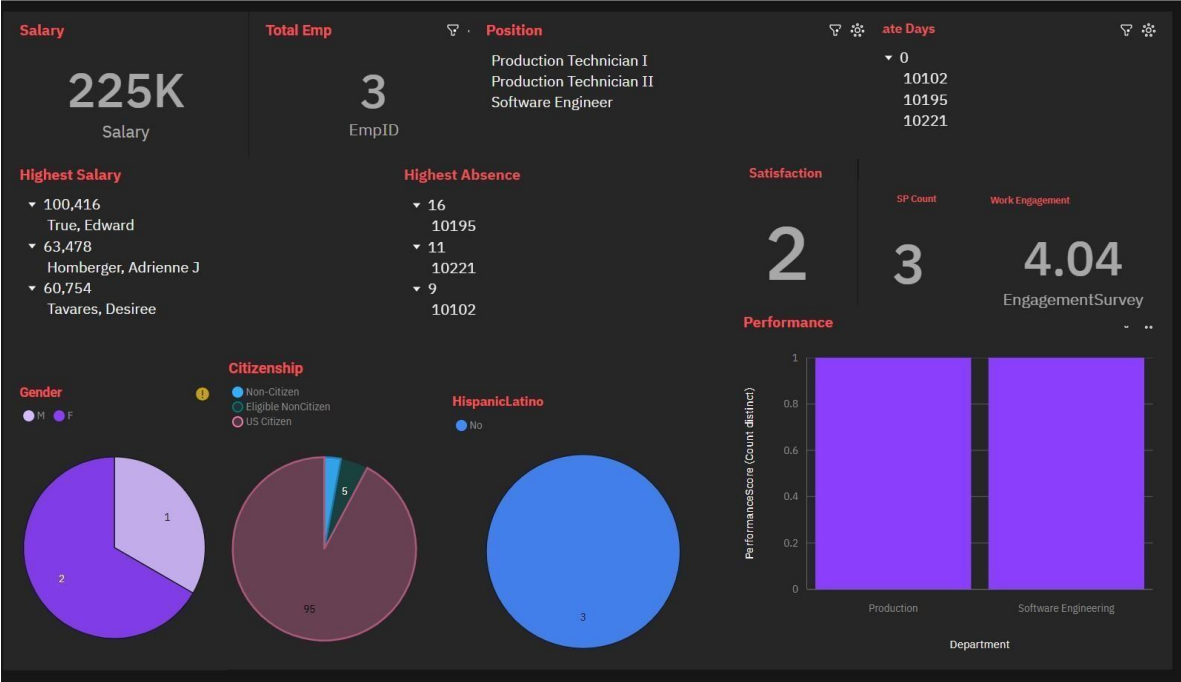 Salary
225K
Salary
Total Emp
3
EmpID
Position
Production Technician I
Production Technician II
Software Engineer
ate Days
0
10102
10195
10221
Highest Salary
100,416
True, Edward
63,478
Homberger, Adrienne J
60,754
Tavares, Desiree
Highest Absence
16
10195
11
10221
9
10102
Satisfaction
2
SP Count
3
Work Engagement
4.04
EngagementSurvey
Gender
M F
1
2
Citizenship
Non-Citizen
Eligible NonCitizen
US Citizen
5
95
HispanicLatino
No
3
Performance
PerformanceScore (Count distinct)
1
0.8
0.6
0.4
0.2
0
Production Software Engineering
Department